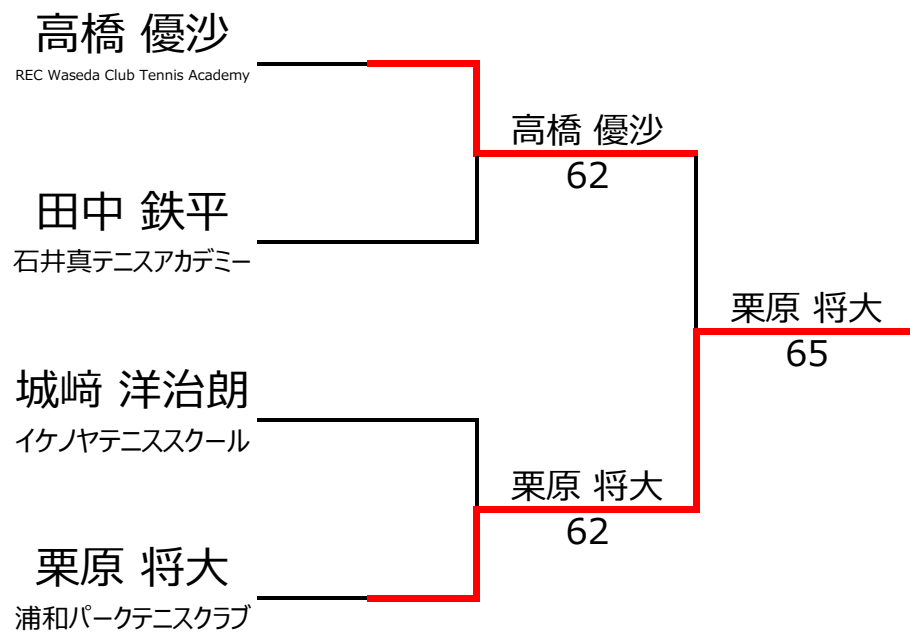 高橋 優沙
REC Waseda Club Tennis Academy
高橋 優沙
62
田中 鉄平
石井真テニスアカデミー
栗原 将大
65
城﨑 洋治朗
イケノヤテニススクール
栗原 将大
62
栗原 将大
浦和パークテニスクラブ